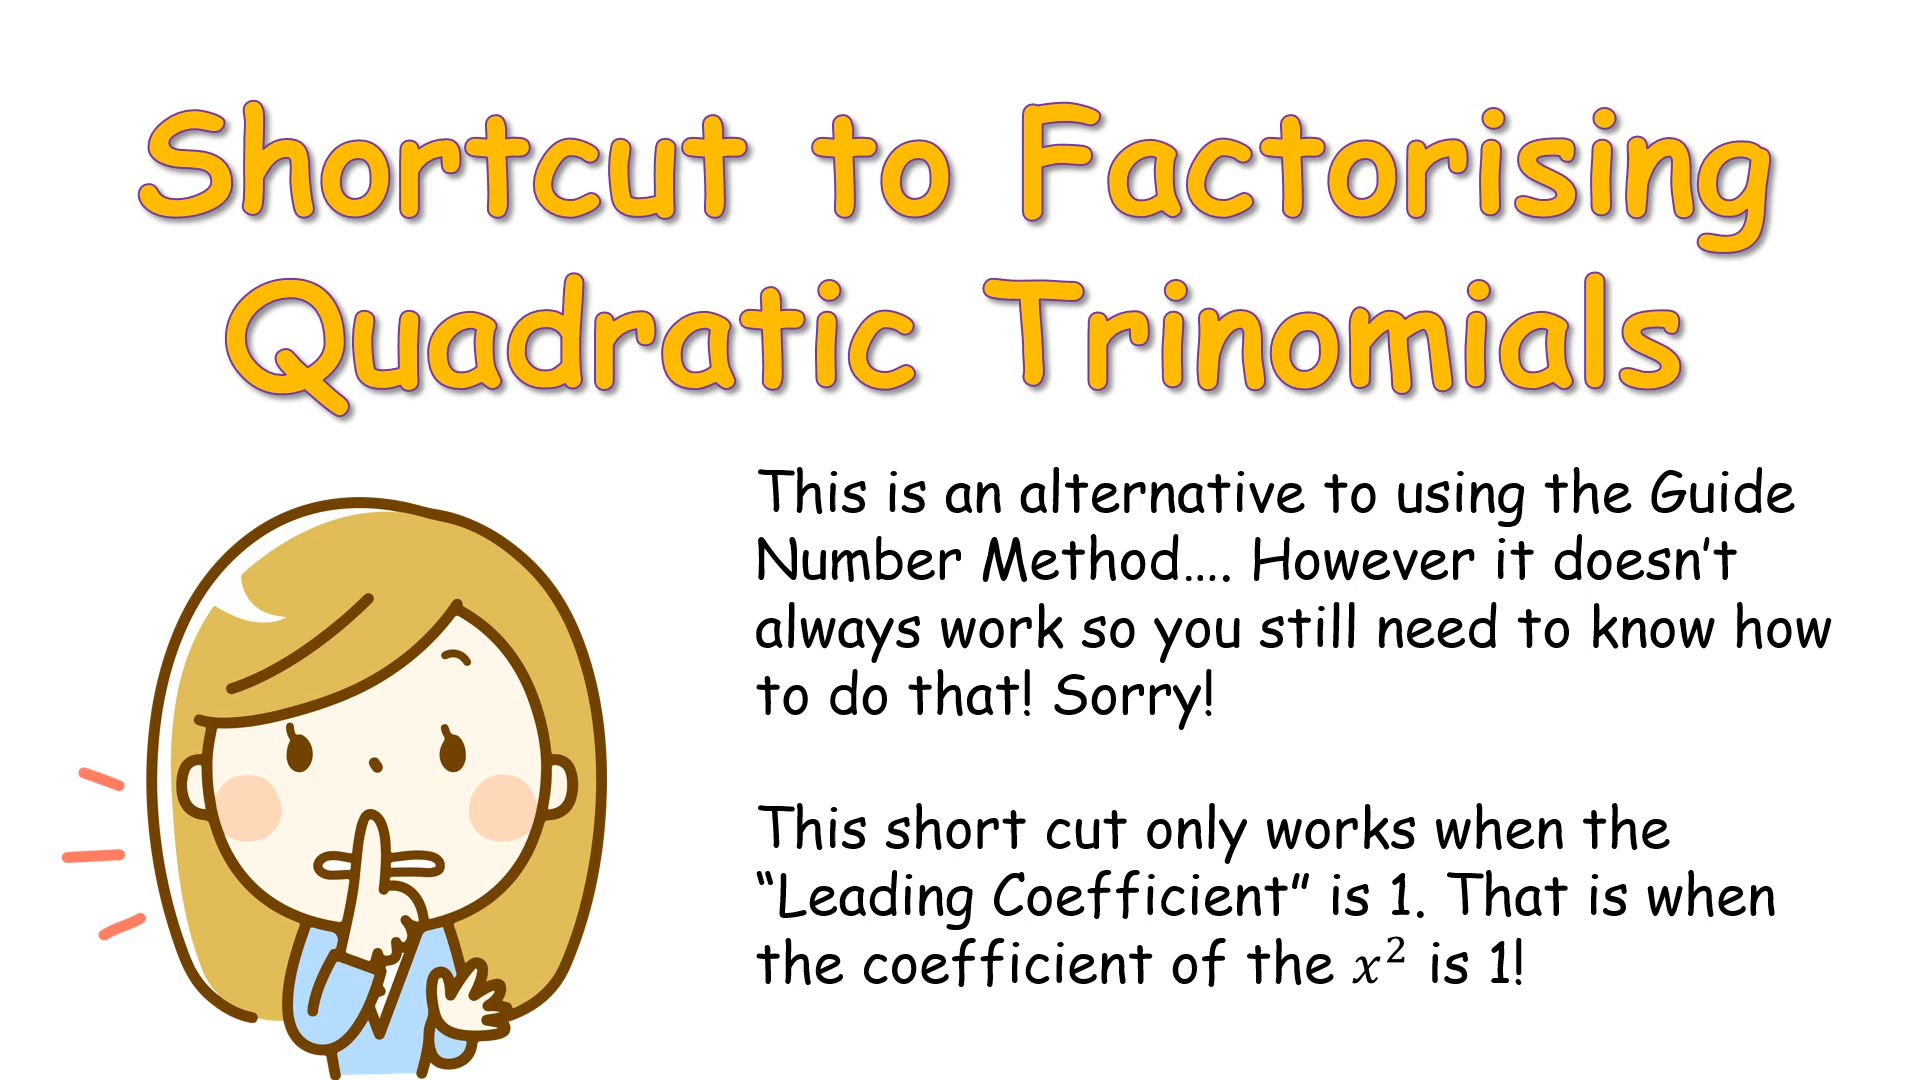 Shortcut to Factorising
Quadratic Trinomials
This is an alternative to using the Guide
Number Method.... However it doesn’t
always work so you still need to know how
to do that! Sorry!
This short cut only works when the
“Leading Coefficient” is 1. That is when
the coefficient of the 𝑥² is 1!